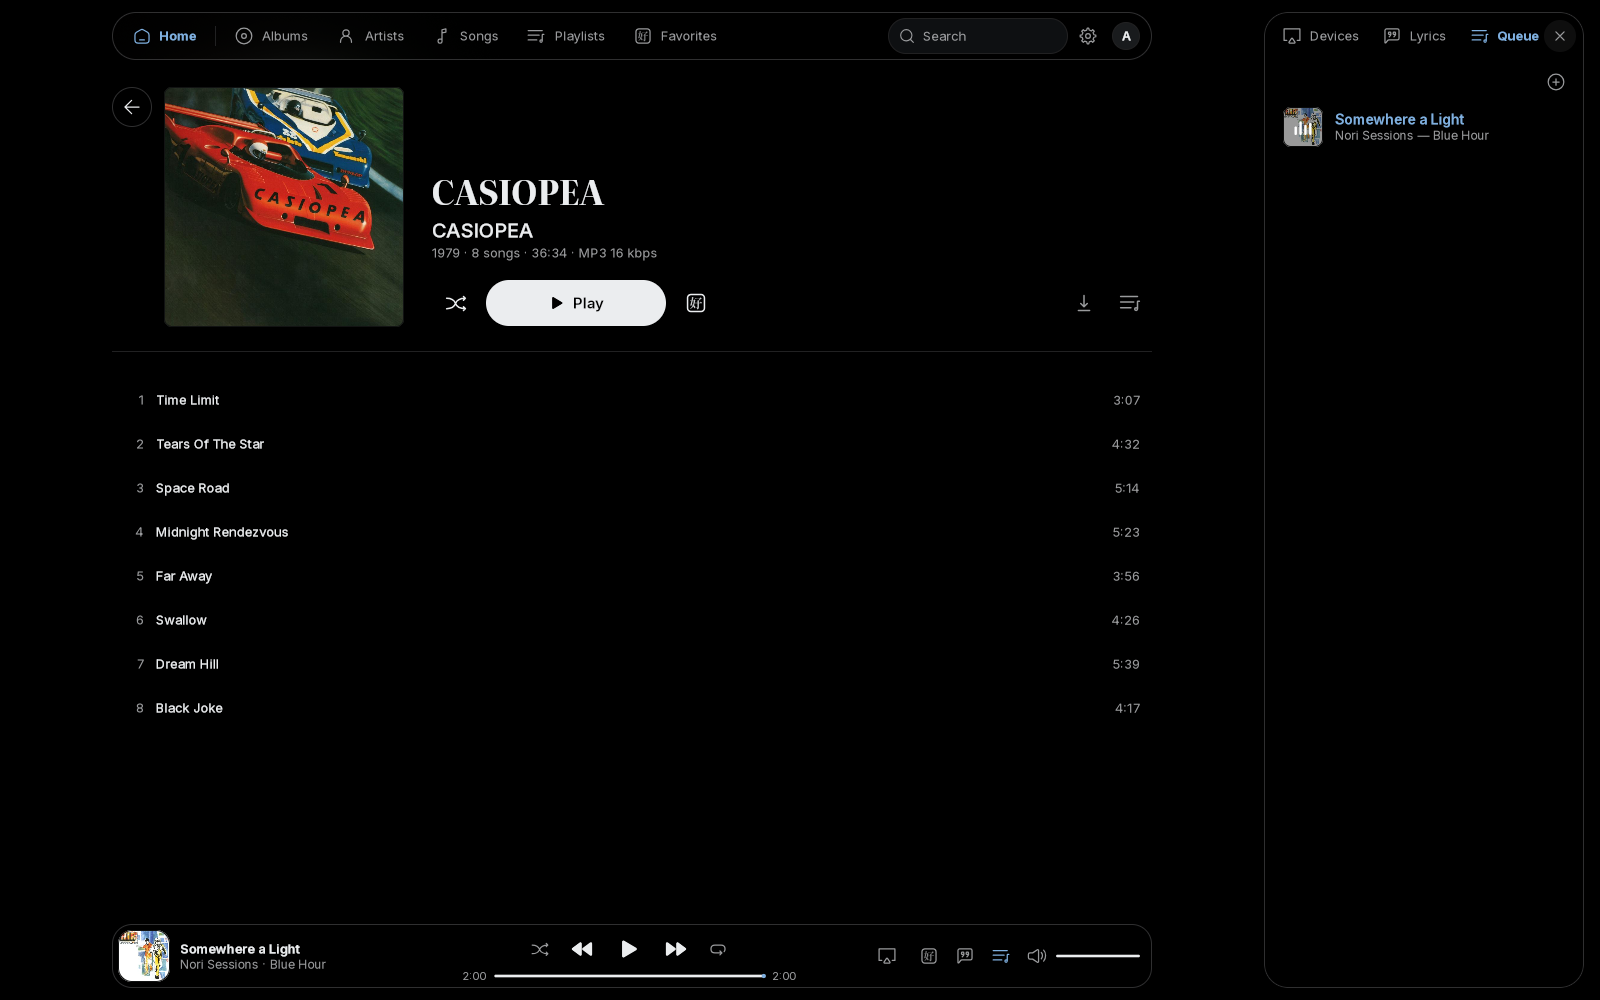 Home
Albums
Artists
Songs
Playlists
好
Favorites
Search
A
Devices
Lyrics
Queue
Somewhere a Light
Nori Sessions — Blue Hour
CASIOPEA
CASIOPEA
CASIOPEA
1979 · 8 songs · 36:34 · MP3 16 kbps
Play
好
1 Time Limit 3:07
2 Tears Of The Star 4:32
3 Space Road 5:14
4 Midnight Rendezvous 5:23
5 Far Away 3:56
6 Swallow 4:26
7 Dream Hill 5:39
8 Black Joke 4:17
Somewhere a Light
Nori Sessions · Blue Hour
2:00
2:00
好